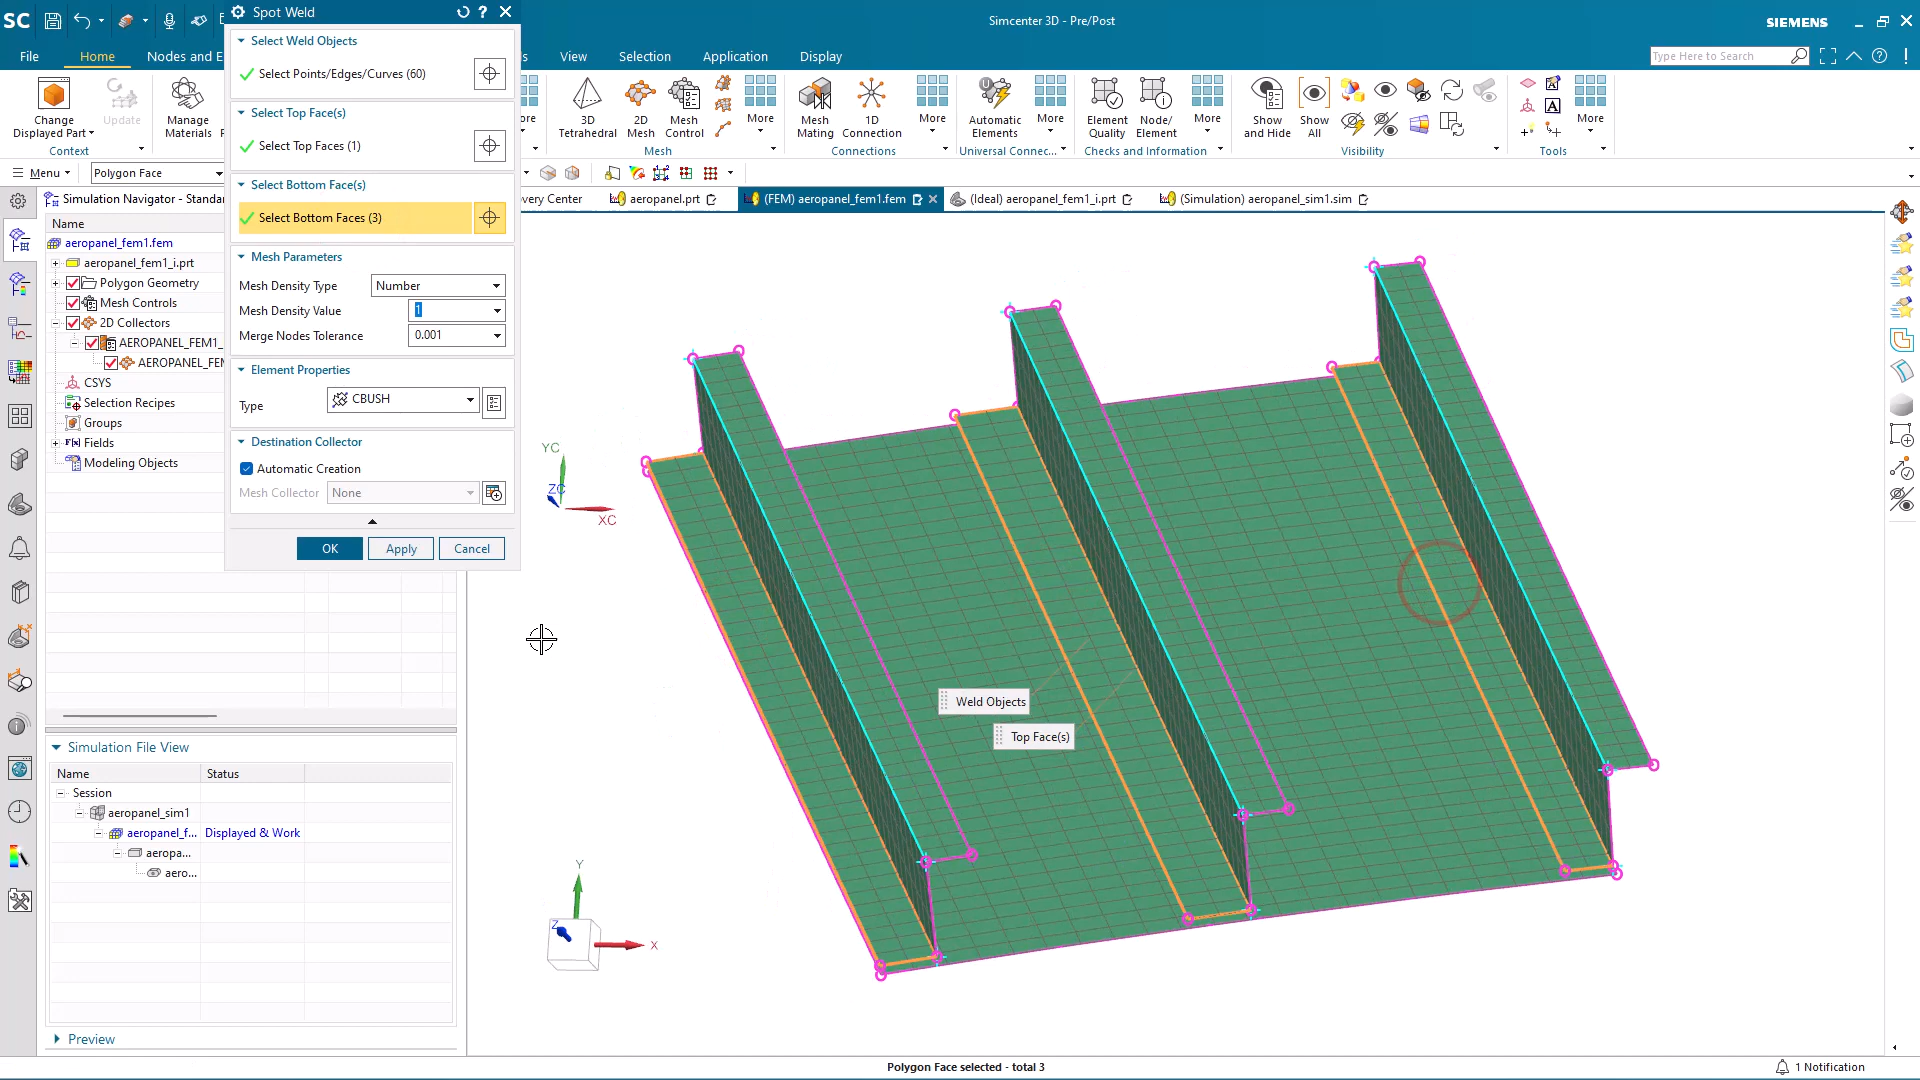 SC
Spot Weld
Simcenter 3D - Pre/Post
SIEMENS
File
Home
Nodes and E
View
Selection
Application
Display
Type Here to Search
Change
Displayed Part
Update
Manage
Materials
Context
Select Weld Objects
Select Points/Edges/Curves (60)
Select Top Face(s)
Select Top Faces (1)
Select Bottom Face(s)
Select Bottom Faces (3)
Mesh Parameters
Mesh Density Type
Number
Mesh Density Value
1
Merge Nodes Tolerance
0.001
Element Properties
Type
CBUSH
Destination Collector
Automatic Creation
Mesh Collector
None
OK
Apply
Cancel
ore
3D
Tetrahedral
2D
Mesh
Mesh
Control
More
Mesh
Mesh
Mating
1D
Connection
More
Connections
Automatic
Elements
More
Universal Connec...
Element
Quality
Node/
Element
More
Checks and Information
Show
and Hide
Show
All
Visibility
More
Tools
Menu
Polygon Face
very Center
aeropanel.prt
(FEM) aeropanel_fem1.fem
(Ideal) aeropanel_fem1_i.prt
(Simulation) aeropanel_sim1.sim
Simulation Navigator - Standar
Name
aeropanel_fem1.fem
aeropanel_fem1_i.prt
Polygon Geometry
Mesh Controls
2D Collectors
AEROPANEL_FEM1_
AEROPANEL_FEM
CSYS
Selection Recipes
Groups
Fields
Modeling Objects
YC
ZC
XC
Weld Objects
Top Face(s)
Y
Z
X
Simulation File View
Name
Status
Session
aeropanel_sim1
aeropanel_f...
Displayed & Work
aeropa...
aero...
Preview
Polygon Face selected - total 3
1 Notification